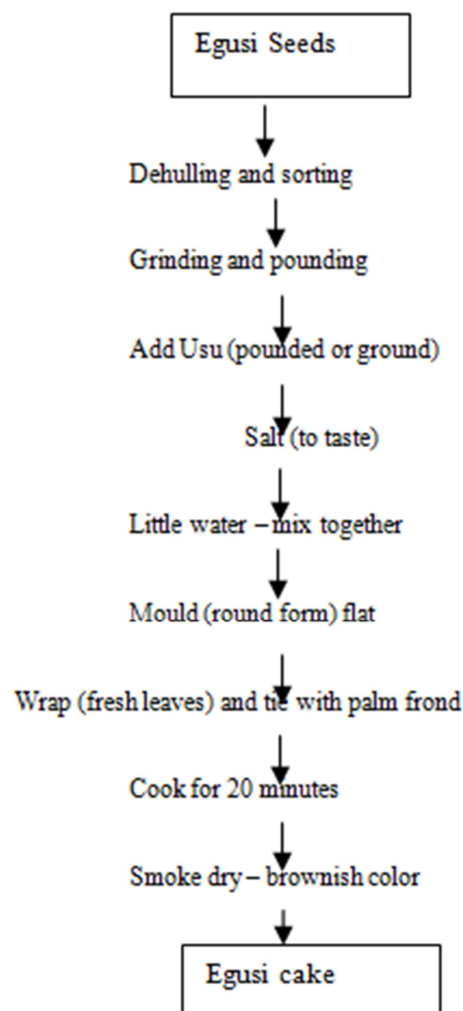 Egusi Seeds
Dehulling and sorting
Grinding and pounding
Add Usu (pounded or ground)
Salt (to taste)
Little water – mix together
Mould (round form) flat
Wrap (fresh leaves) and tie with palm frond
Cook for 20 minutes
Smoke dry – brownish color
Egusi cake